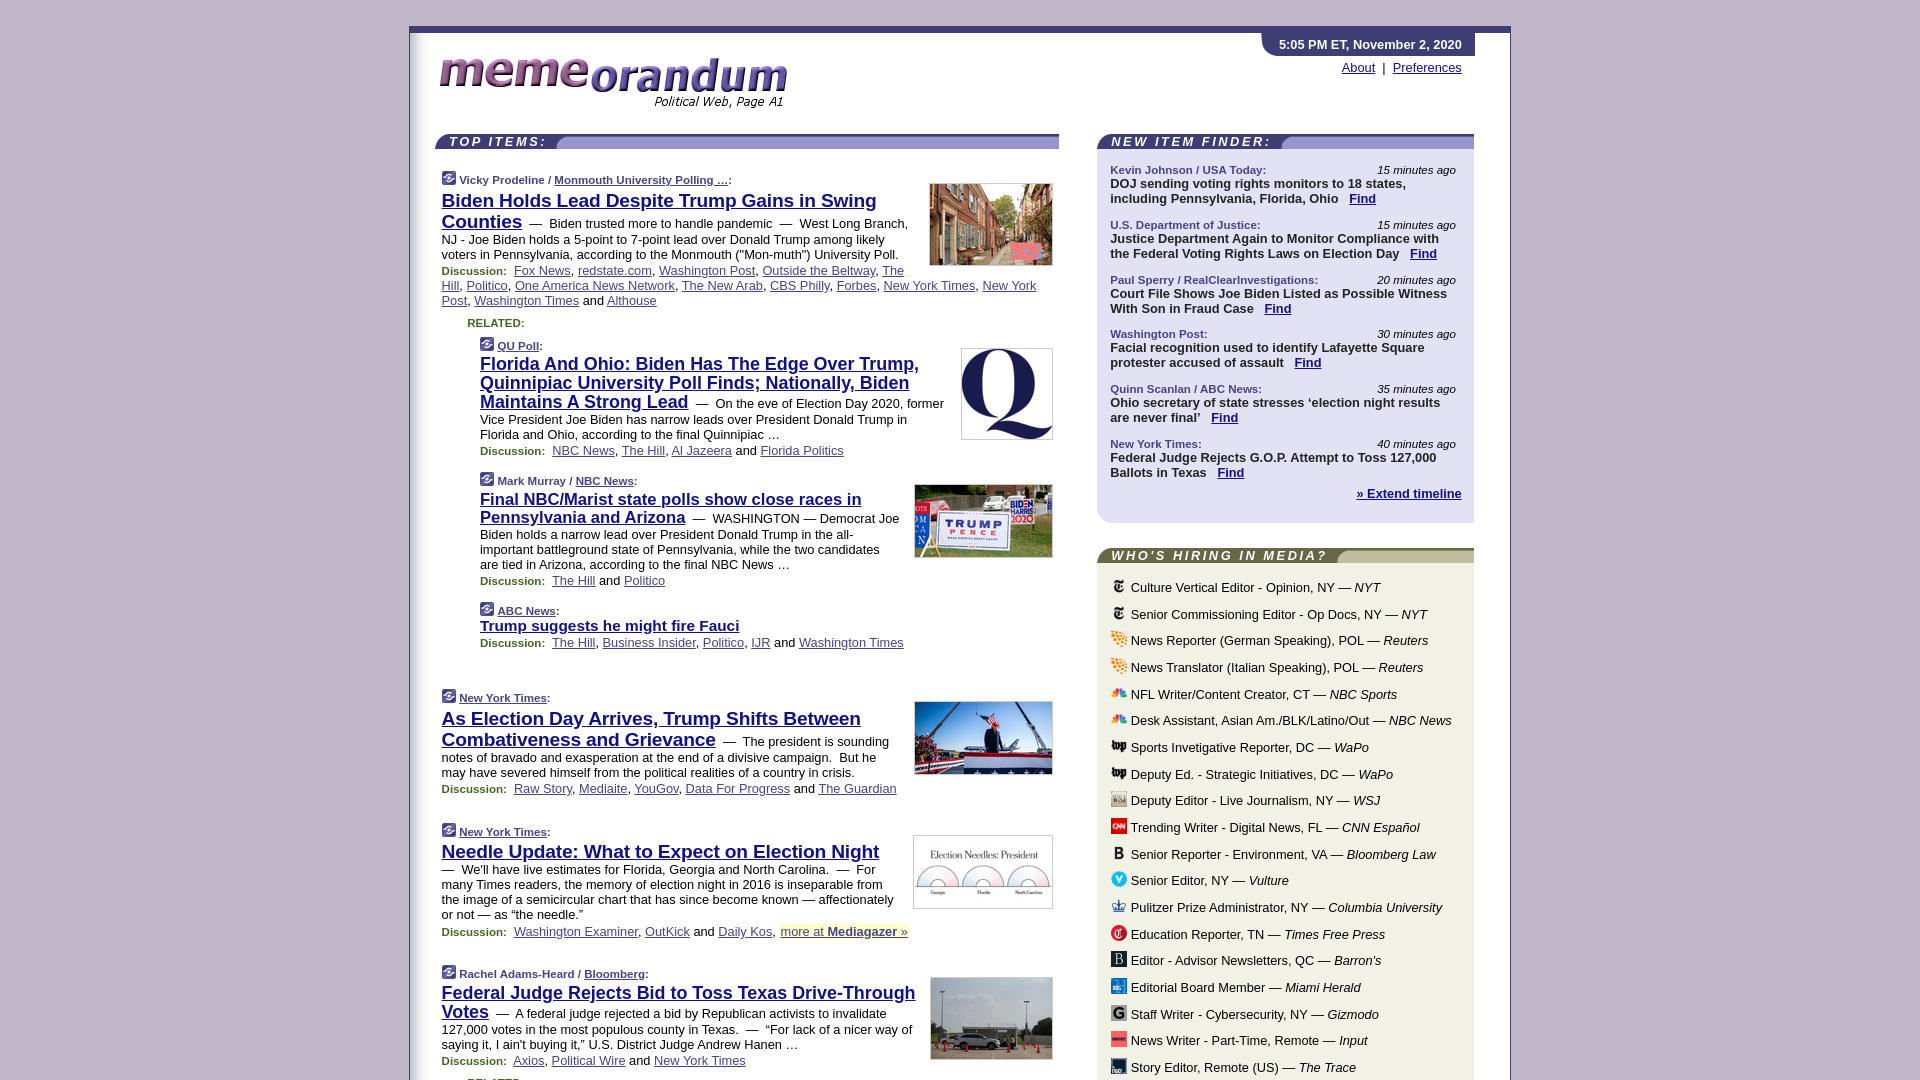 5:05 PM ET, November 2, 2020
About | Preferences
memeorandum
Political Web, Page A1
TOP ITEMS:
Vicky Prodeline / Monmouth University Polling …:
Biden Holds Lead Despite Trump Gains in Swing
Counties — Biden trusted more to handle pandemic — West Long Branch,
NJ - Joe Biden holds a 5-point to 7-point lead over Donald Trump among likely
voters in Pennsylvania, according to the Monmouth ("Mon-muth") University Poll.
Discussion: Fox News, redstate.com, Washington Post, Outside the Beltway, The
Hill, Politico, One America News Network, The New Arab, CBS Philly, Forbes, New York Times, New York
Post, Washington Times and Althouse
RELATED:
QU Poll:
Florida And Ohio: Biden Has The Edge Over Trump,
Quinnipiac University Poll Finds; Nationally, Biden
Maintains A Strong Lead — On the eve of Election Day 2020, former
Vice President Joe Biden has narrow leads over President Donald Trump in
Florida and Ohio, according to the final Quinnipiac …
Discussion: NBC News, The Hill, Al Jazeera and Florida Politics
Q
Mark Murray / NBC News:
Final NBC/Marist state polls show close races in
Pennsylvania and Arizona — WASHINGTON — Democrat Joe
Biden holds a narrow lead over President Donald Trump in the all-
important battleground state of Pennsylvania, while the two candidates
are tied in Arizona, according to the final NBC News …
Discussion: The Hill and Politico
TRUMP
PENCE
BIDEN
HARRIS
2020
ABC News:
Trump suggests he might fire Fauci
Discussion: The Hill, Business Insider, Politico, IJR and Washington Times
New York Times:
As Election Day Arrives, Trump Shifts Between
Combativeness and Grievance — The president is sounding
notes of bravado and exasperation at the end of a divisive campaign. But he
may have severed himself from the political realities of a country in crisis.
Discussion: Raw Story, Mediaite, YouGov, Data For Progress and The Guardian
New York Times:
Needle Update: What to Expect on Election Night
— We'll have live estimates for Florida, Georgia and North Carolina. — For
many Times readers, the memory of election night in 2016 is inseparable from
the image of a semicircular chart that has since become known — affectionately
or not — as “the needle.”
Discussion: Washington Examiner, OutKick and Daily Kos, more at Mediagazer »
Election Needles: President
Georgia Florida North Carolina
Rachel Adams-Heard / Bloomberg:
Federal Judge Rejects Bid to Toss Texas Drive-Through
Votes — A federal judge rejected a bid by Republican activists to invalidate
127,000 votes in the most populous county in Texas. — “For lack of a nicer way of
saying it, I ain't buying it,” U.S. District Judge Andrew Hanen …
Discussion: Axios, Political Wire and New York Times
NEW ITEM FINDER:
Kevin Johnson / USA Today: 15 minutes ago
DOJ sending voting rights monitors to 18 states,
including Pennsylvania, Florida, Ohio Find
U.S. Department of Justice: 15 minutes ago
Justice Department Again to Monitor Compliance with
the Federal Voting Rights Laws on Election Day Find
Paul Sperry / RealClearInvestigations: 20 minutes ago
Court File Shows Joe Biden Listed as Possible Witness
With Son in Fraud Case Find
Washington Post: 30 minutes ago
Facial recognition used to identify Lafayette Square
protester accused of assault Find
Quinn Scanlan / ABC News: 35 minutes ago
Ohio secretary of state stresses ‘election night results
are never final’ Find
New York Times: 40 minutes ago
Federal Judge Rejects G.O.P. Attempt to Toss 127,000
Ballots in Texas Find
» Extend timeline
WHO'S HIRING IN MEDIA?
Culture Vertical Editor - Opinion, NY — NYT
Senior Commissioning Editor - Op Docs, NY — NYT
News Reporter (German Speaking), POL — Reuters
News Translator (Italian Speaking), POL — Reuters
NFL Writer/Content Creator, CT — NBC Sports
Desk Assistant, Asian Am./BLK/Latino/Out — NBC News
Sports Invetigative Reporter, DC — WaPo
Deputy Ed. - Strategic Initiatives, DC — WaPo
Deputy Editor - Live Journalism, NY — WSJ
Trending Writer - Digital News, FL — CNN Español
Senior Reporter - Environment, VA — Bloomberg Law
Senior Editor, NY — Vulture
Pulitzer Prize Administrator, NY — Columbia University
Education Reporter, TN — Times Free Press
Editor - Advisor Newsletters, QC — Barron's
Editorial Board Member — Miami Herald
Staff Writer - Cybersecurity, NY — Gizmodo
News Writer - Part-Time, Remote — Input
Story Editor, Remote (US) — The Trace